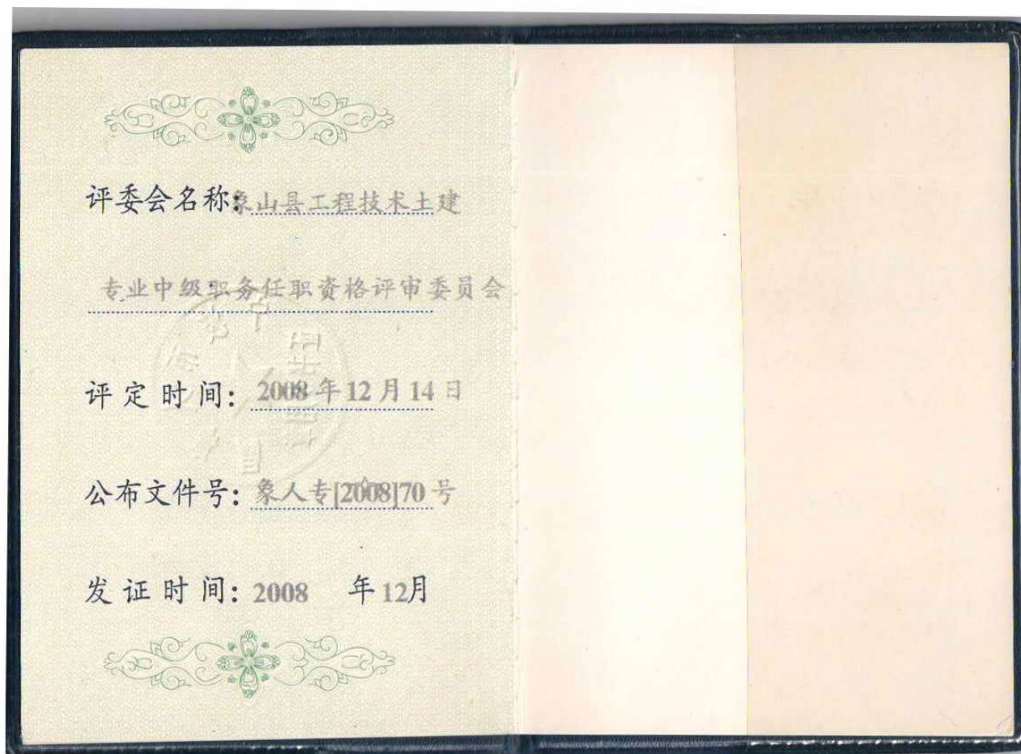 评委会名称:象山县工程技术土建
专业中级职务任职资格评审委员会
评定时间:2008年12月14日
公布文件号:象人专[2008]70号
发证时间:2008 年12月